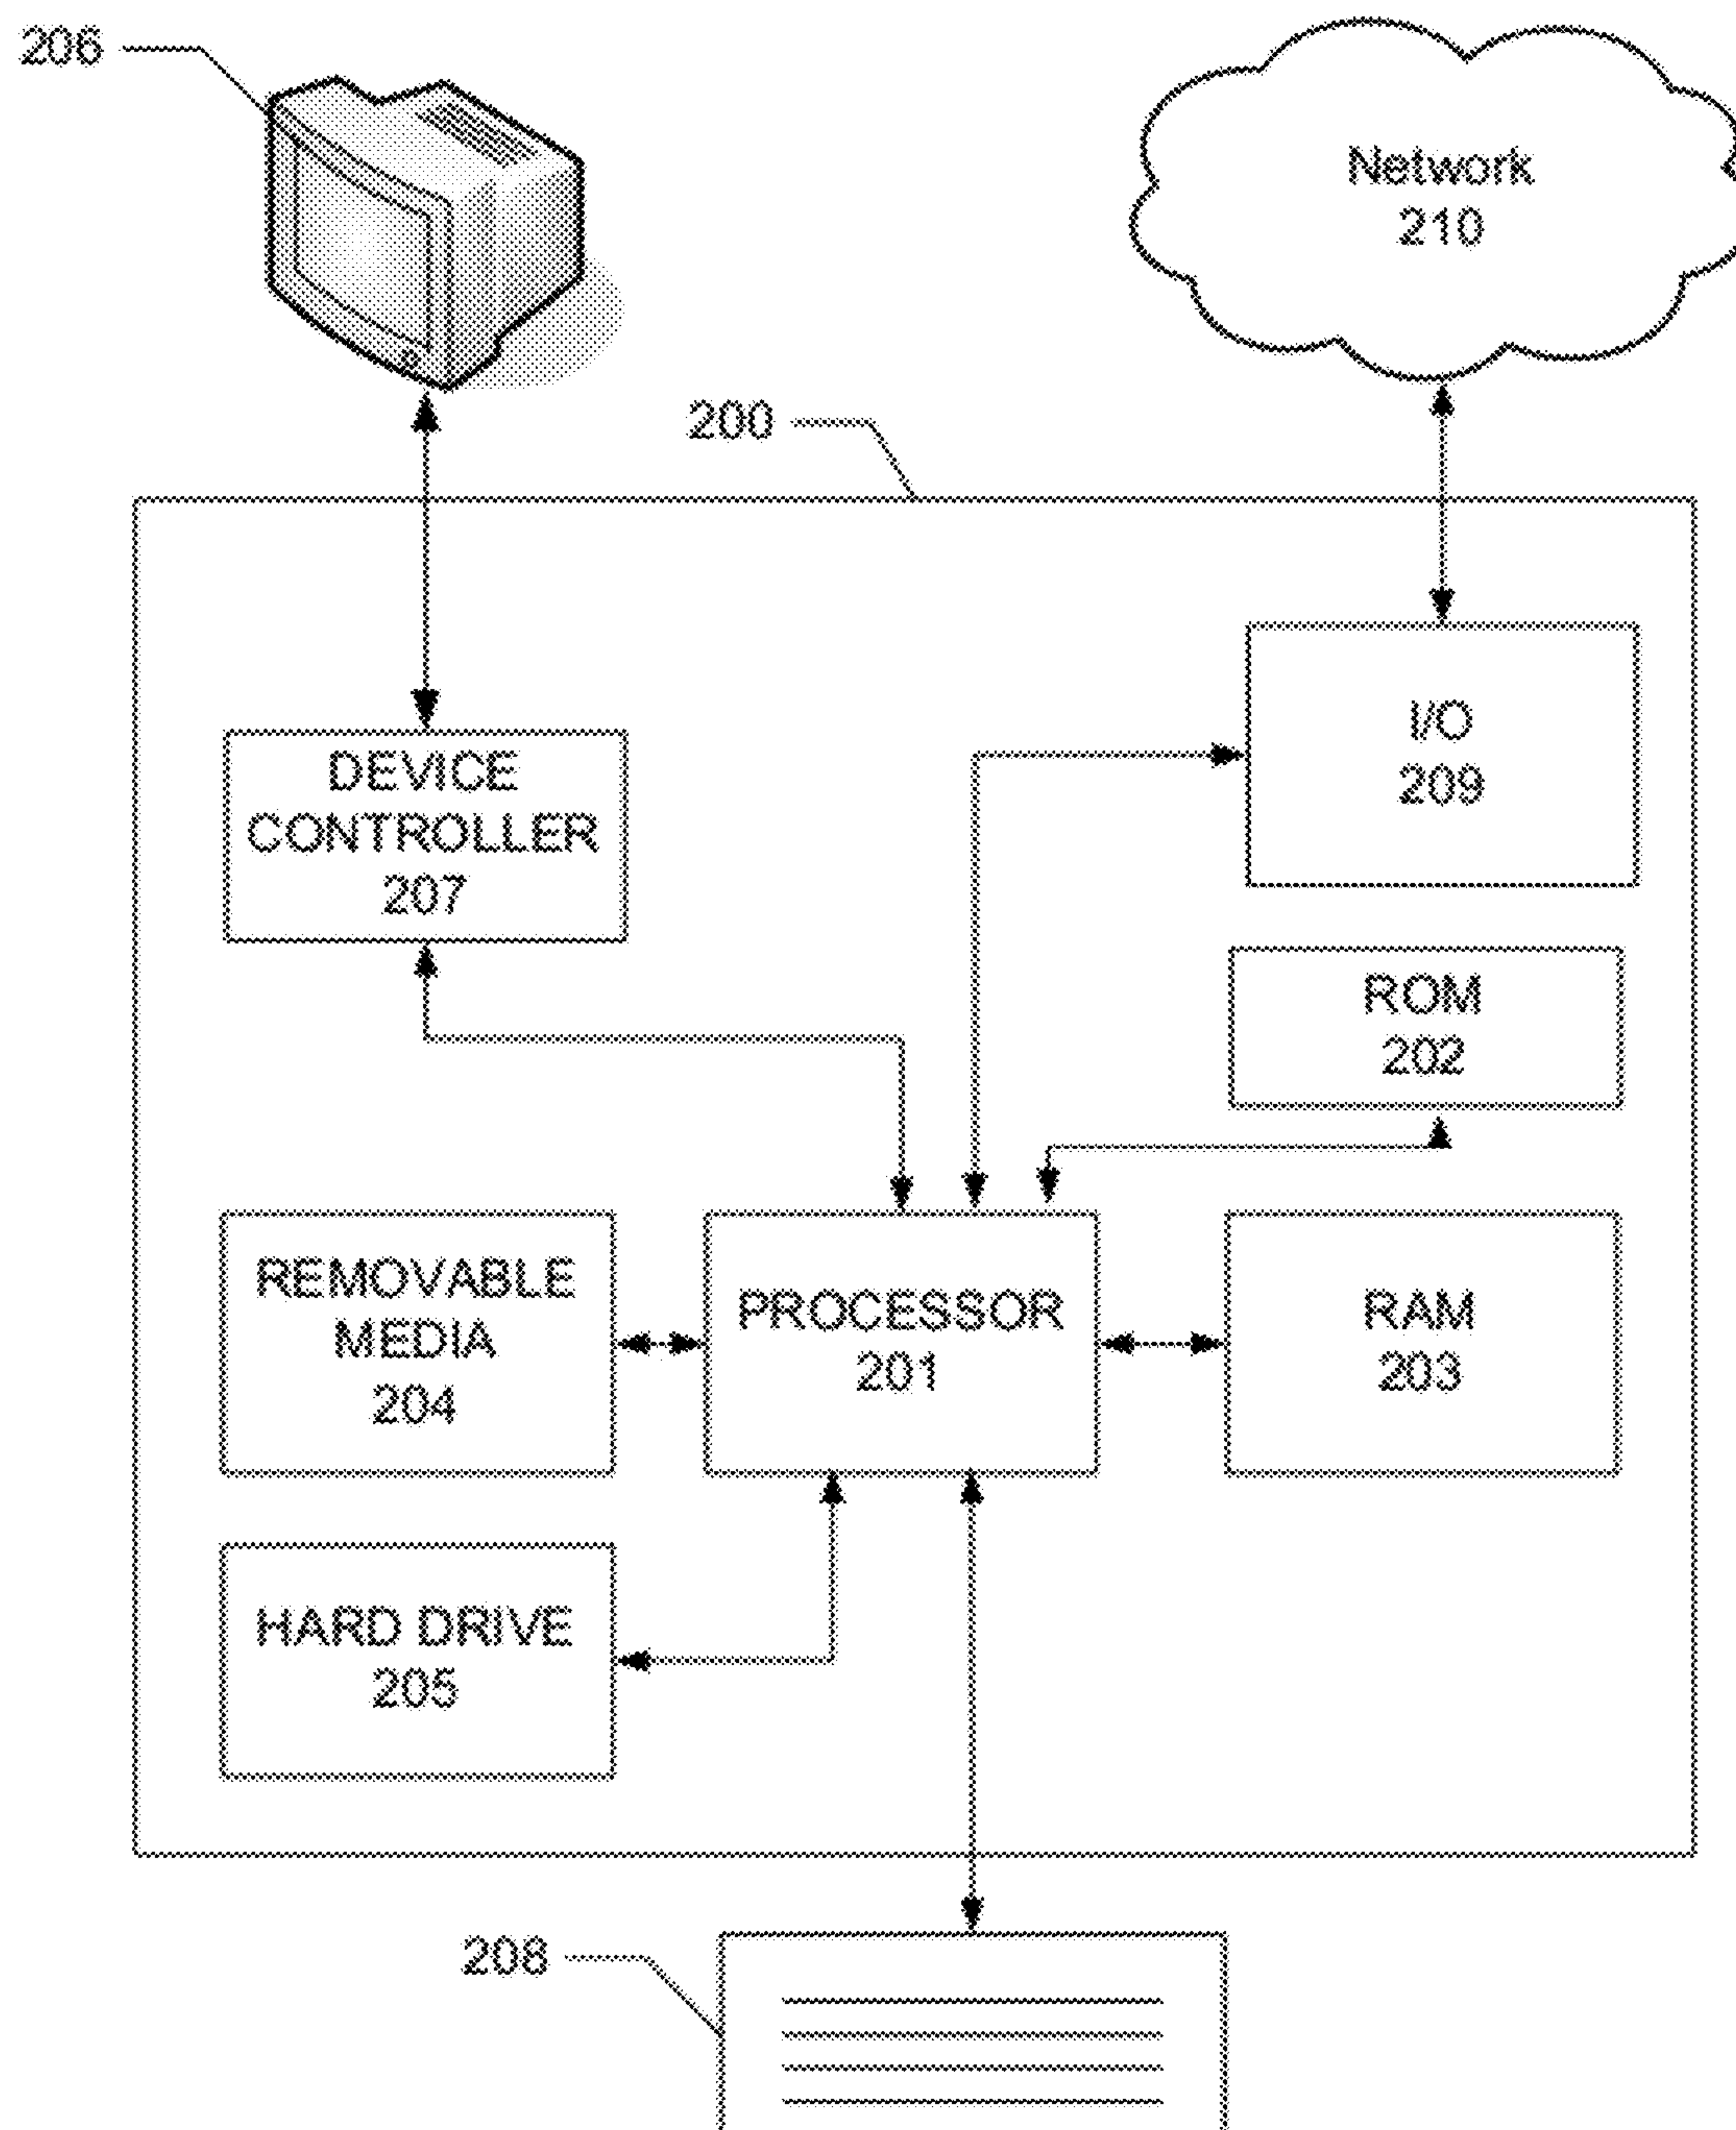 206
Network
210
200
I/O
209
DEVICE
CONTROLLER
207
ROM
202
REMOVABLE
MEDIA
204
PROCESSOR
201
RAM
203
HARD DRIVE
205
208